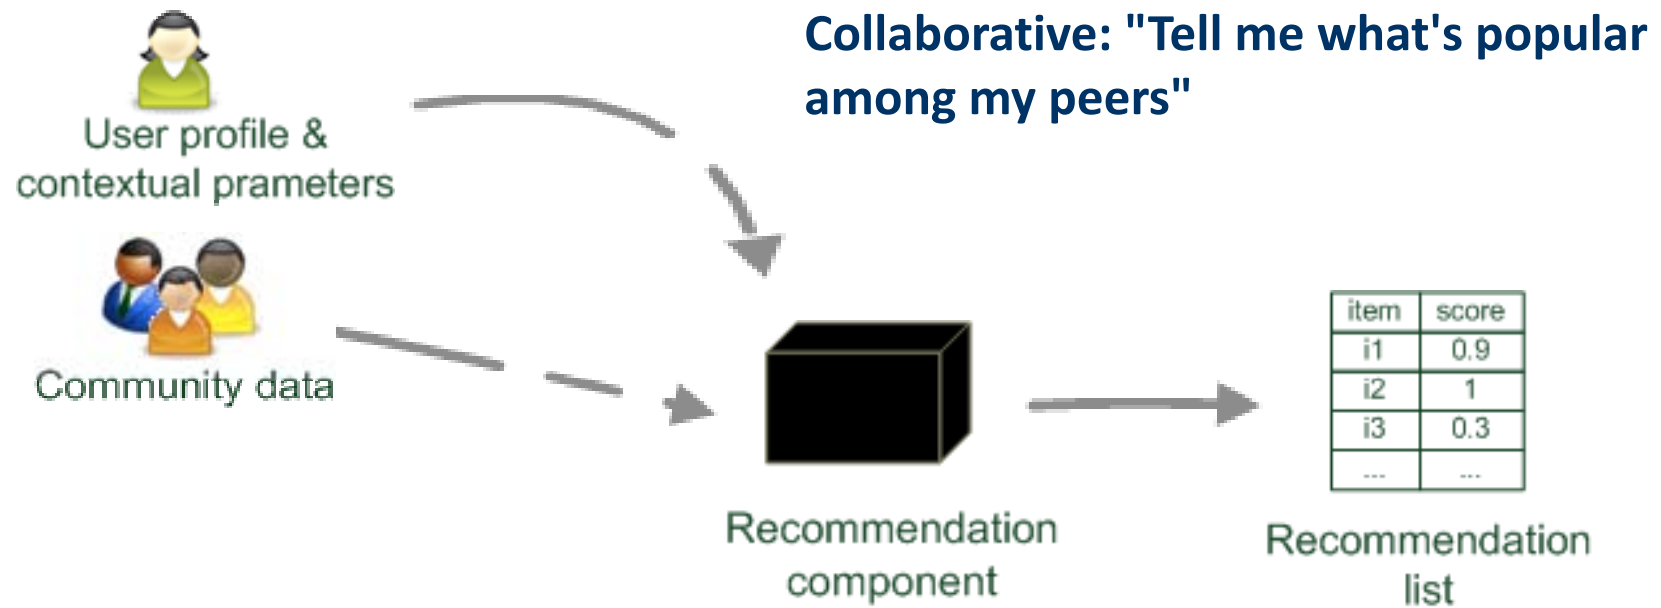 Collaborative: "Tell me what's popular
among my peers"
User profile &
contextual prameters
Community data
item score
i1 0.9
i2 1
i3 0.3
... ...
Recommendation
component
Recommendation
list